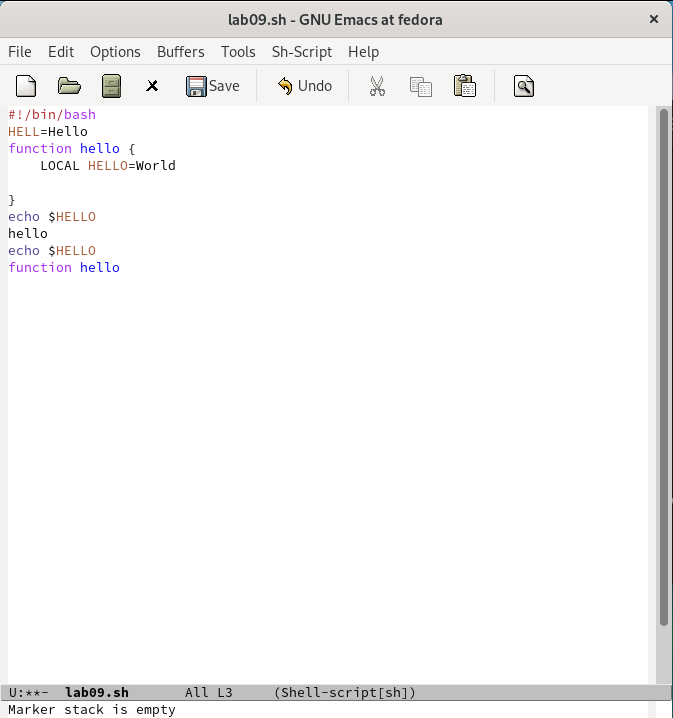 lab09.sh - GNU Emacs at fedora
File Edit Options Buffers Tools Sh-Script Help
Save Undo
#!/bin/bash
HELL=Hello
function hello {
    LOCAL HELLO=World
}
echo $HELLO
hello
echo $HELLO
function hello
U:**-  lab09.sh       All L3     (Shell-script[sh])
Marker stack is empty